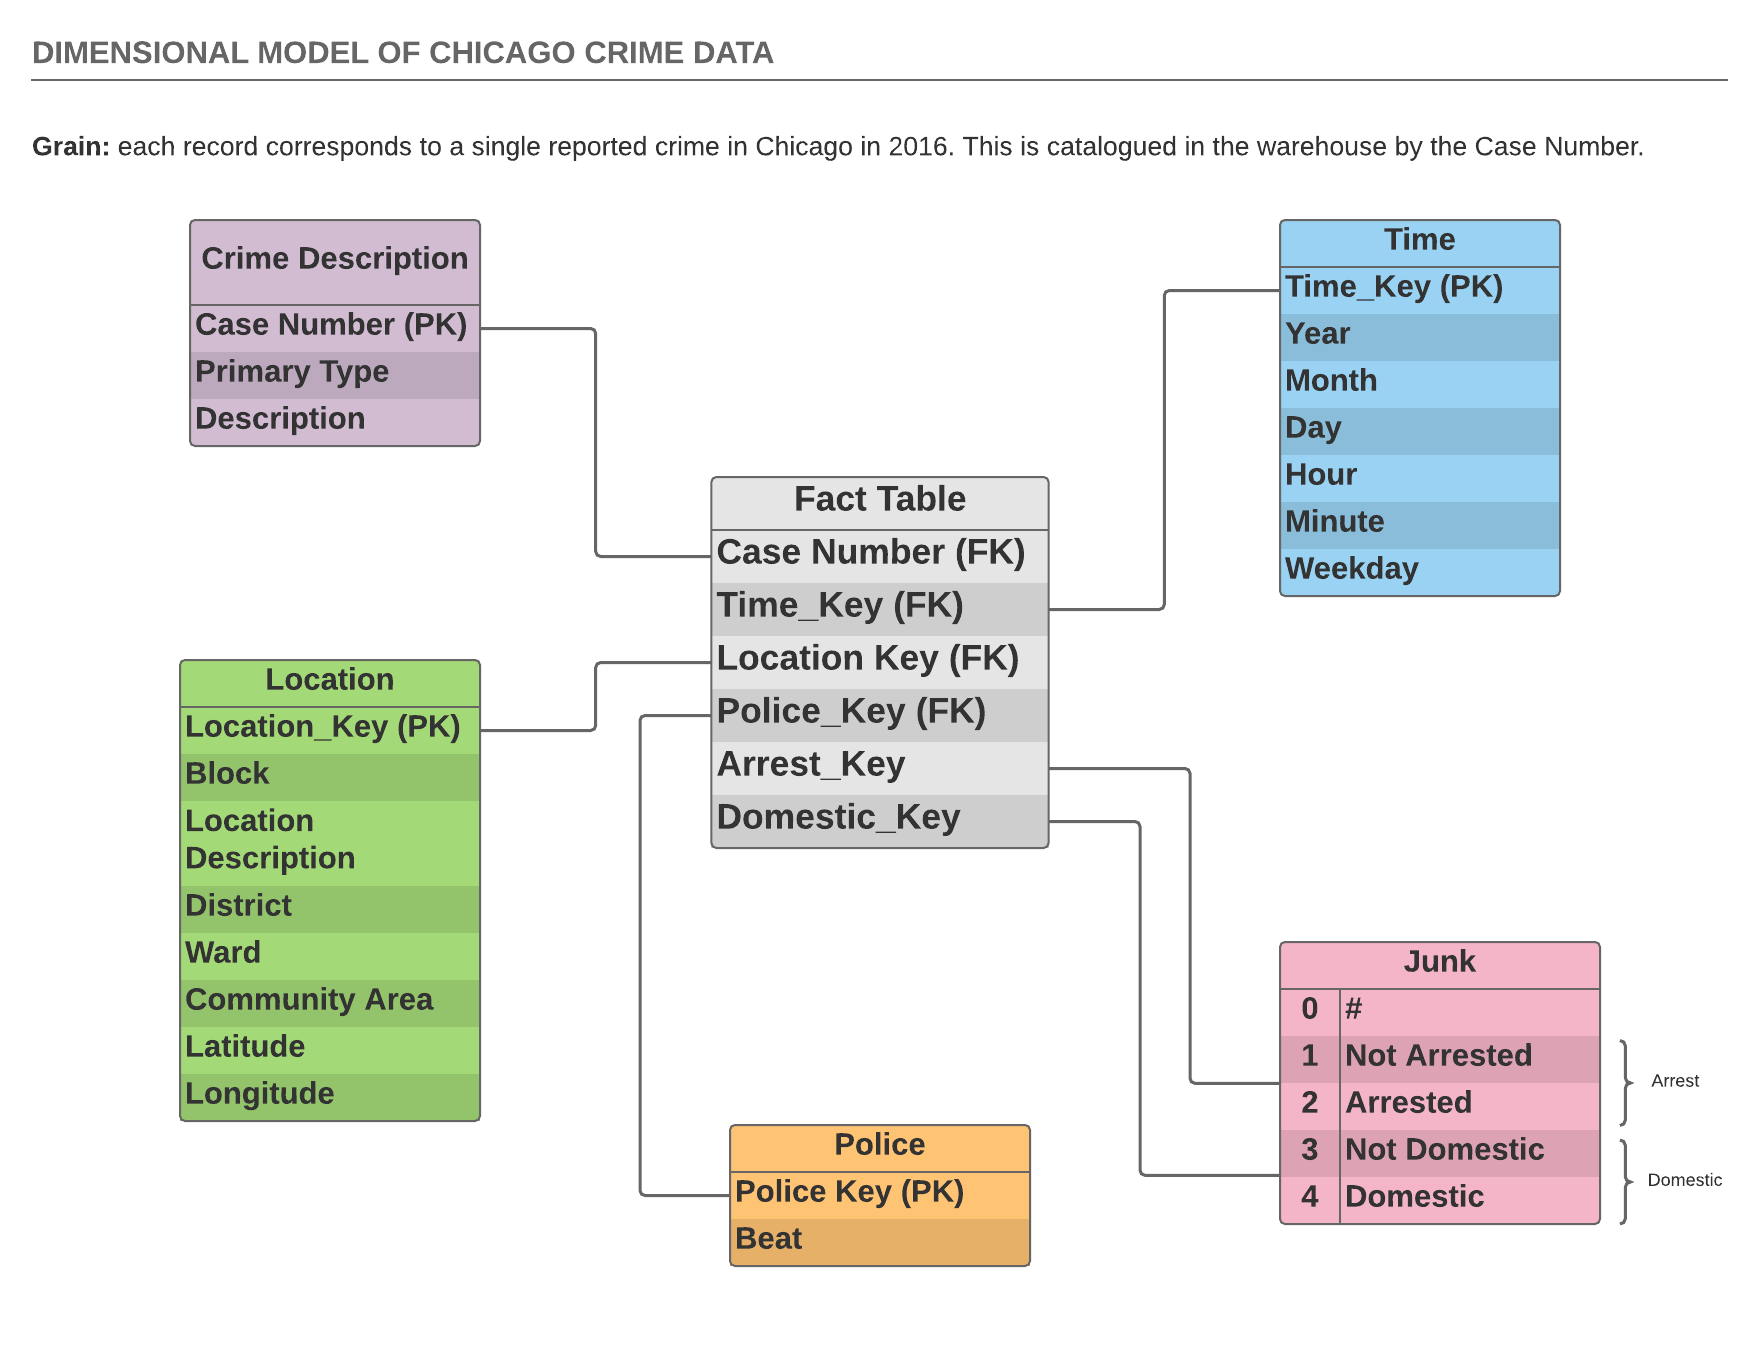 DIMENSIONAL MODEL OF CHICAGO CRIME DATA
Grain: each record corresponds to a single reported crime in Chicago in 2016. This is catalogued in the warehouse by the Case Number.
Crime Description
Case Number (PK)
Primary Type
Description
Time
Time_Key (PK)
Year
Month
Day
Hour
Minute
Weekday
Fact Table
Case Number (FK)
Time_Key (FK)
Location Key (FK)
Police_Key (FK)
Arrest_Key
Domestic_Key
Location
Location_Key (PK)
Block
Location
Description
District
Ward
Community Area
Latitude
Longitude
Junk
0 #
1 Not Arrested
2 Arrested
3 Not Domestic
4 Domestic
Arrest
Domestic
Police
Police Key (PK)
Beat